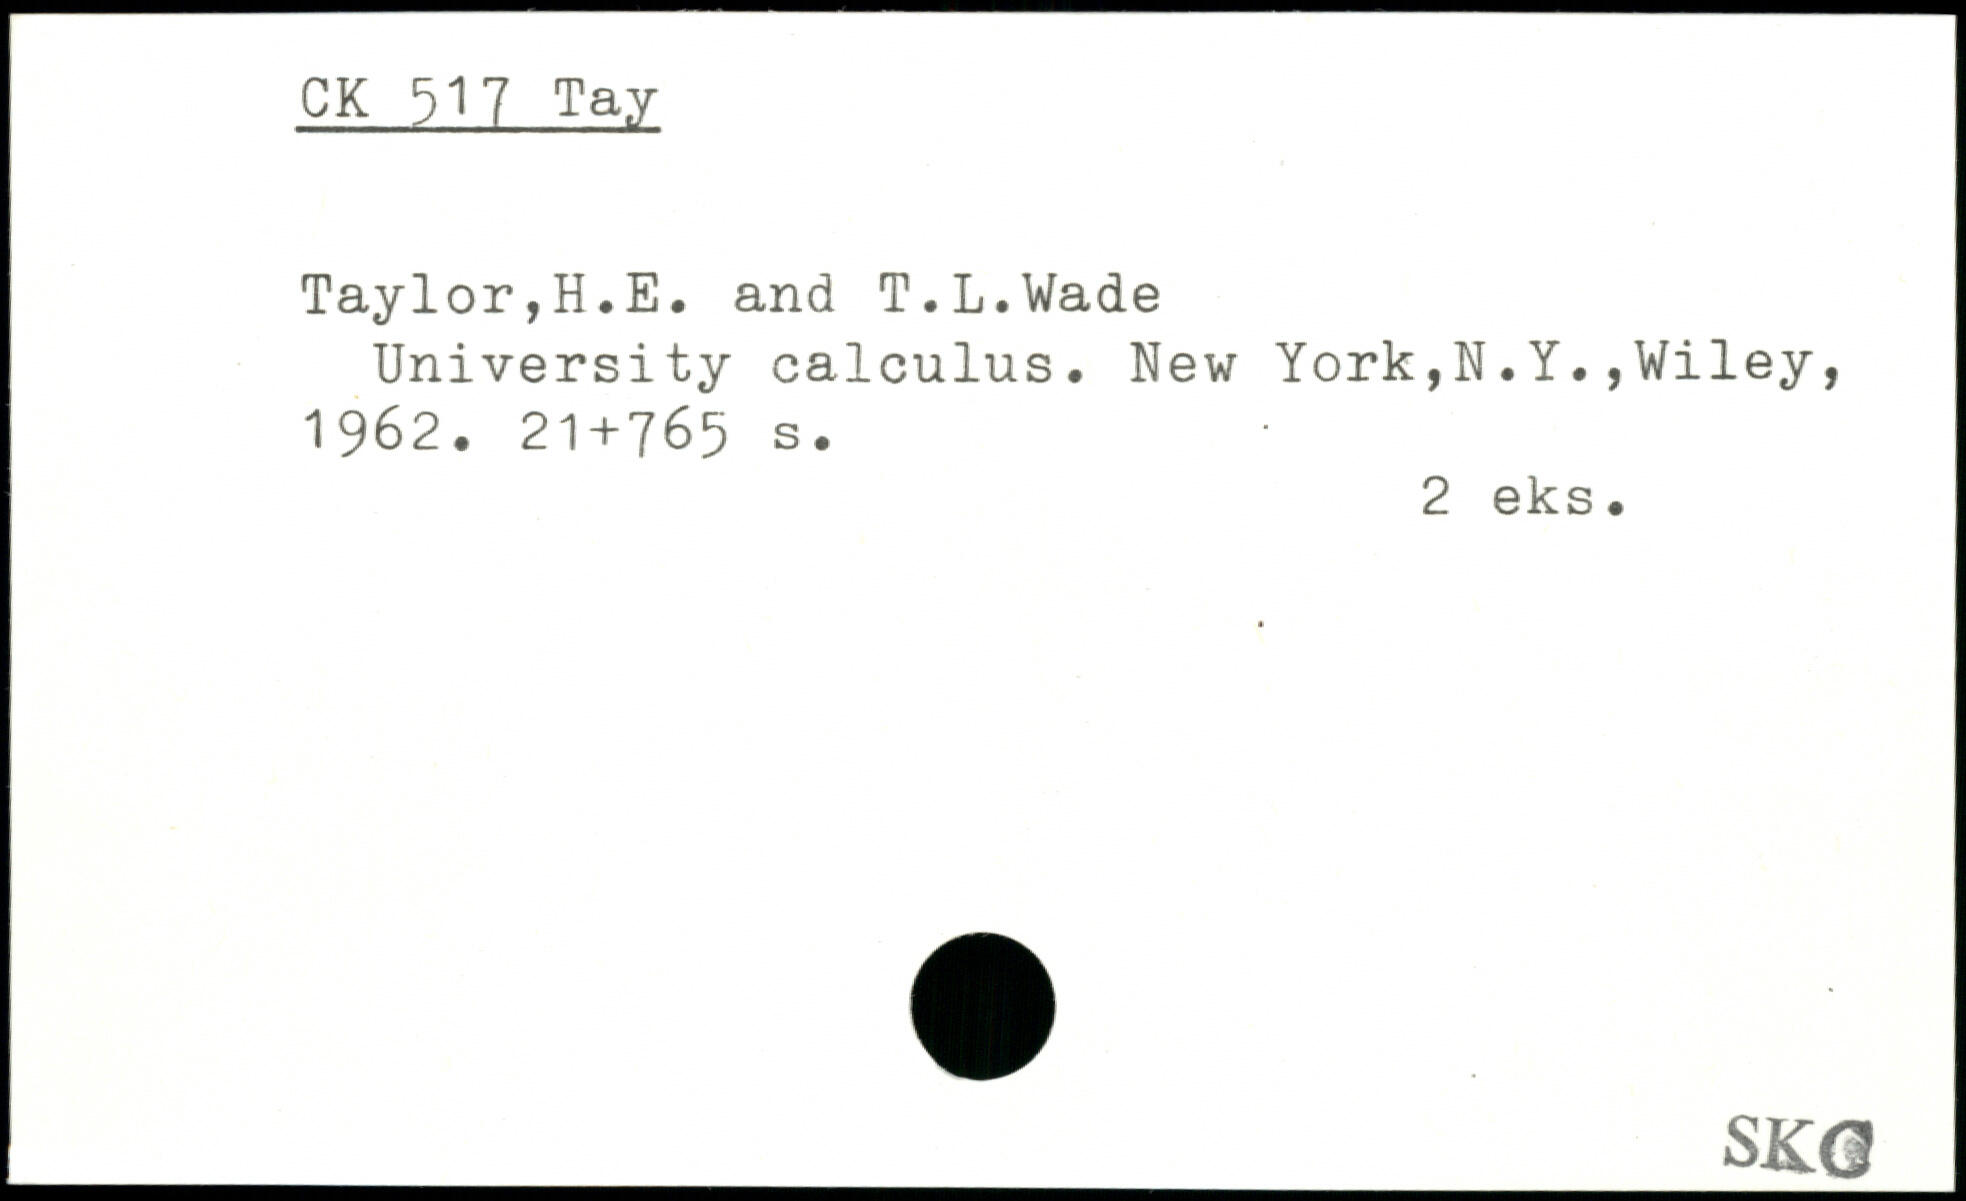 CK 517 Tay
Taylor,H.E. and T.L.Wade
University calculus. New York,N.Y.,Wiley,
1962. 21+765 s.
2 eks.
SKC